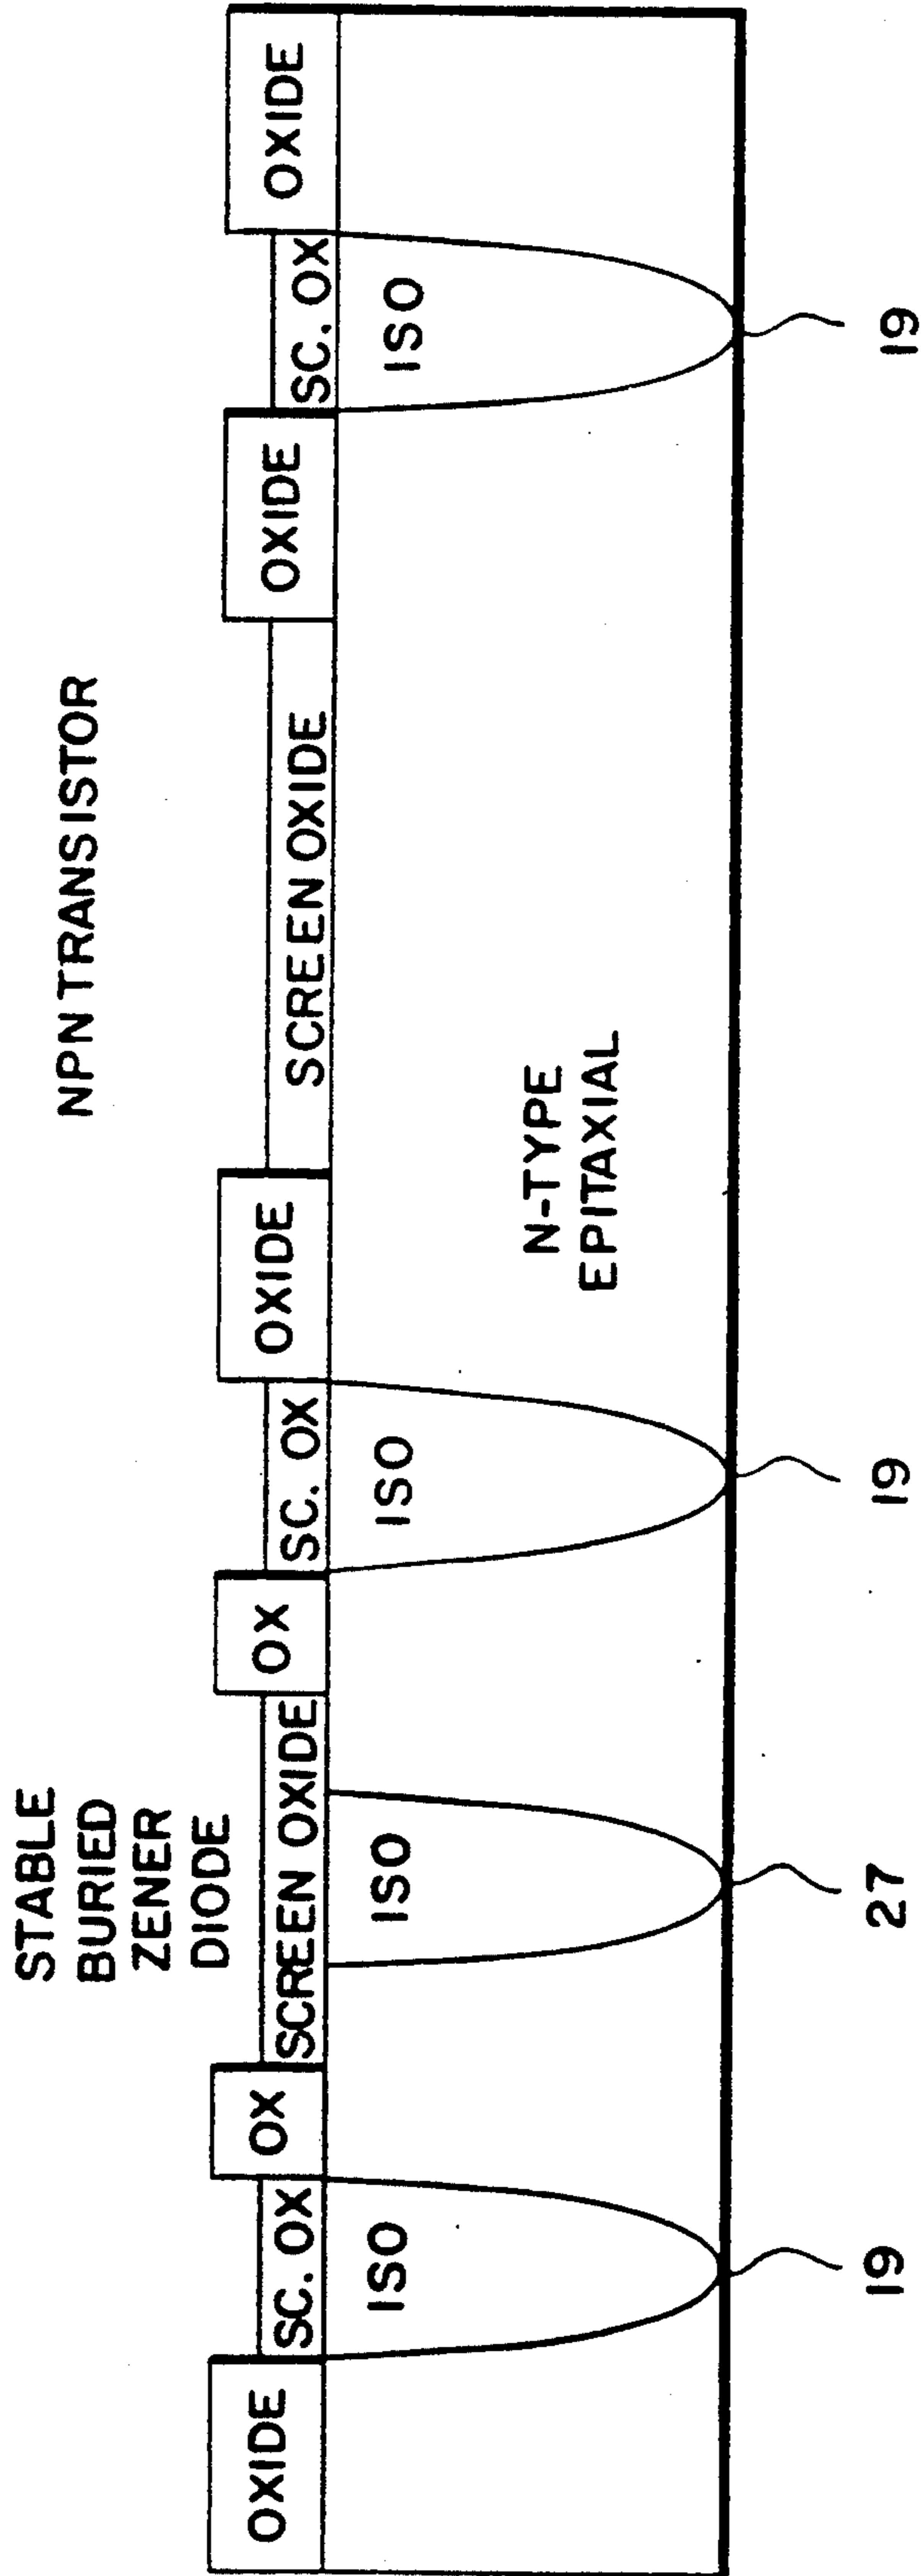 STABLE
BURIED
ZENER
DIODE
NPN TRANSISTOR
OXIDE
SC. OX
OX
SCREEN OXIDE
OX
SC. OX
OXIDE
SCREEN OXIDE
OXIDE
SC. OX
OXIDE
ISO
ISO
ISO
ISO
N-TYPE
EPITAXIAL
19
27
19
19